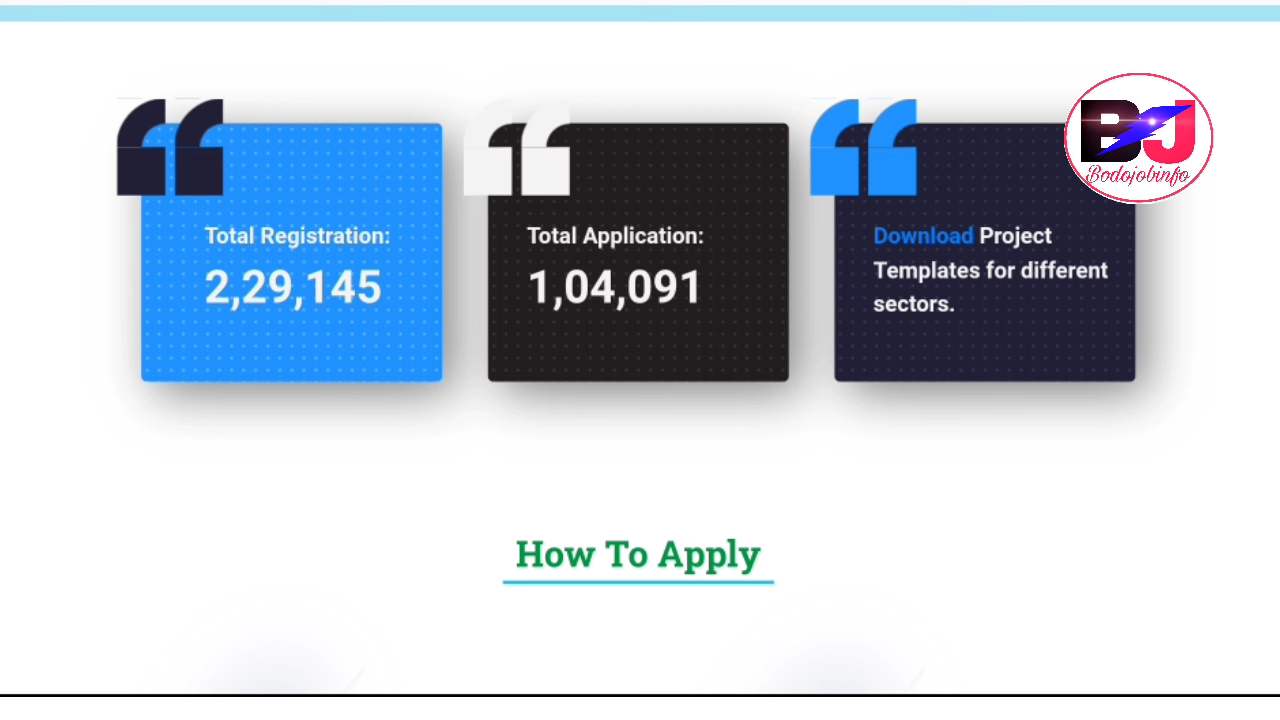 BJ
Bodojobinfo
Total Registration:
2,29,145
Total Application:
1,04,091
Download Project
Templates for different
sectors.
How To Apply